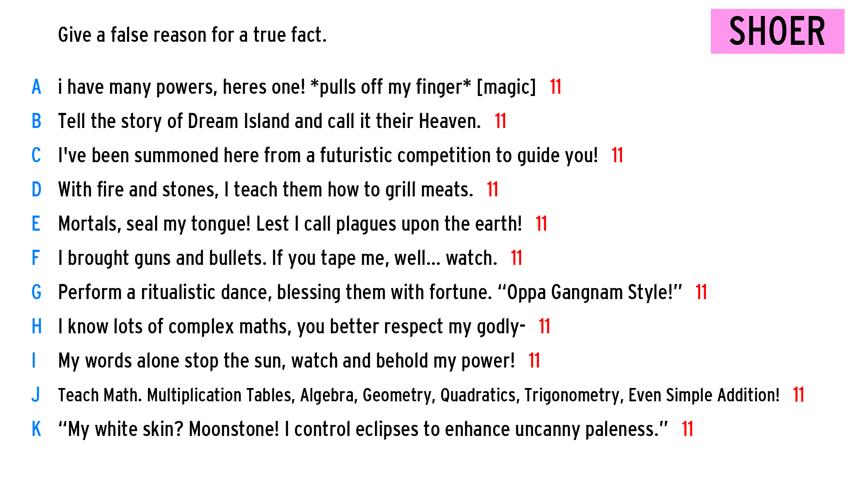 Give a false reason for a true fact.
SHOER
A i have many powers, heres one! *pulls off my finger* [magic] 11
B Tell the story of Dream Island and call it their Heaven. 11
C I've been summoned here from a futuristic competition to guide you! 11
D With fire and stones, I teach them how to grill meats. 11
E Mortals, seal my tongue! Lest I call plagues upon the earth! 11
F I brought guns and bullets. If you tape me, well... watch. 11
G Perform a ritualistic dance, blessing them with fortune. “Oppa Gangnam Style!” 11
H I know lots of complex maths, you better respect my godly- 11
I My words alone stop the sun, watch and behold my power! 11
J Teach Math. Multiplication Tables, Algebra, Geometry, Quadratics, Trigonometry, Even Simple Addition! 11
K “My white skin? Moonstone! I control eclipses to enhance uncanny paleness.” 11